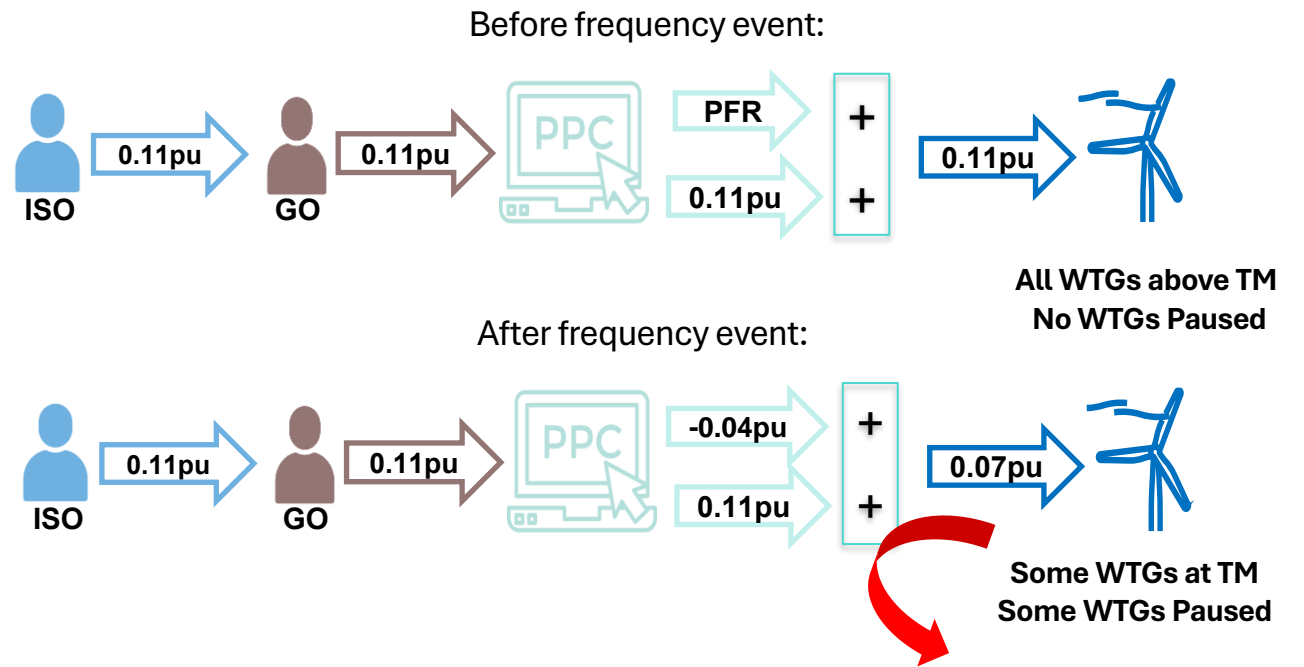 Before frequency event:
0.11pu
0.11pu
PPC
PFR
0.11pu
+
+
0.11pu
ISO
GO
All WTGs above TM
No WTGs Paused
After frequency event:
0.11pu
0.11pu
PPC
-0.04pu
0.11pu
+
+
0.07pu
ISO
GO
Some WTGs at TM
Some WTGs Paused